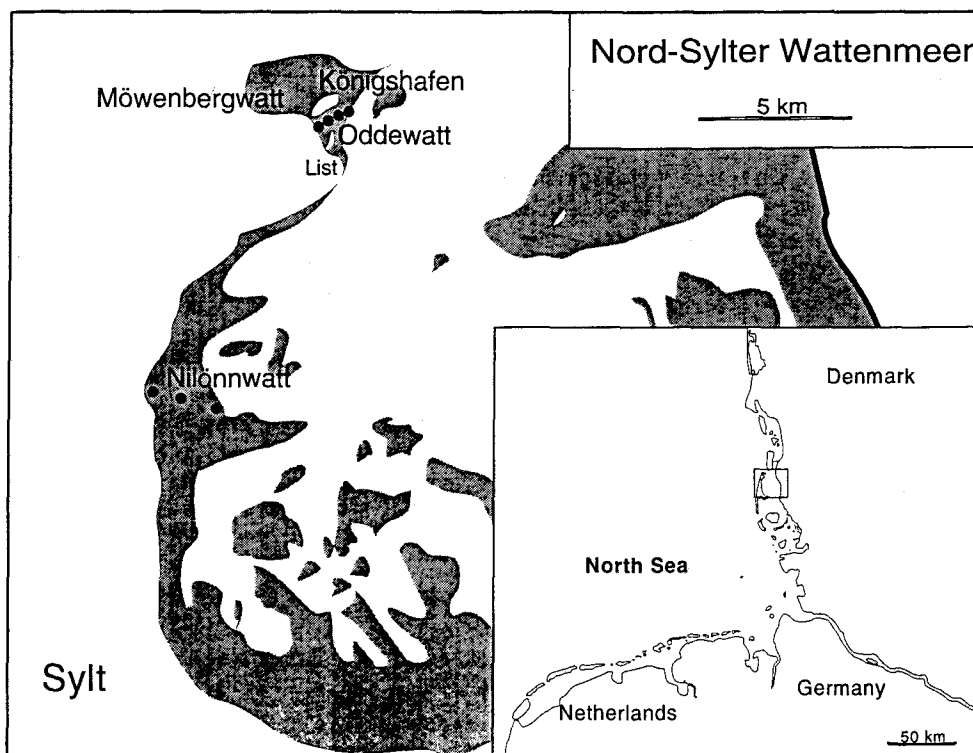 Nord-Sylter Wattenmeer
5 km
Königshafen
Möwenbergwatt
Oddewatt
List
Nilönnwatt
Sylt
Denmark
North Sea
Germany
Netherlands
50 km